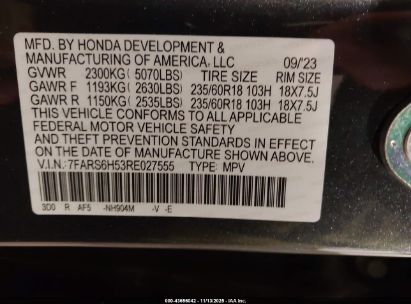 MFD. BY HONDA DEVELOPMENT &
MANUFACTURING OF AMERICA, LLC 09/'23
GVWR 2300KG (5070LBS) TIRE SIZE RIM SIZE
GAWR F 1193KG (2630LBS) 235/60R18 103H 18X7.5J
GAWR R 1150KG (2535LBS) 235/60R18 103H 18X7.5J
THIS VEHICLE CONFORMS TO ALL APPLICABLE
FEDERAL MOTOR VEHICLE SAFETY
AND THEFT PREVENTION STANDARDS IN EFFECT
ON THE DATE OF MANUFACTURE SHOWN ABOVE.
V.I.N.: 7FARS6H53RE027555 TYPE: MPV
3D0 R AF5 -NH904M -V -E
000-43656042 - 11/13/2025 - IAA Inc.